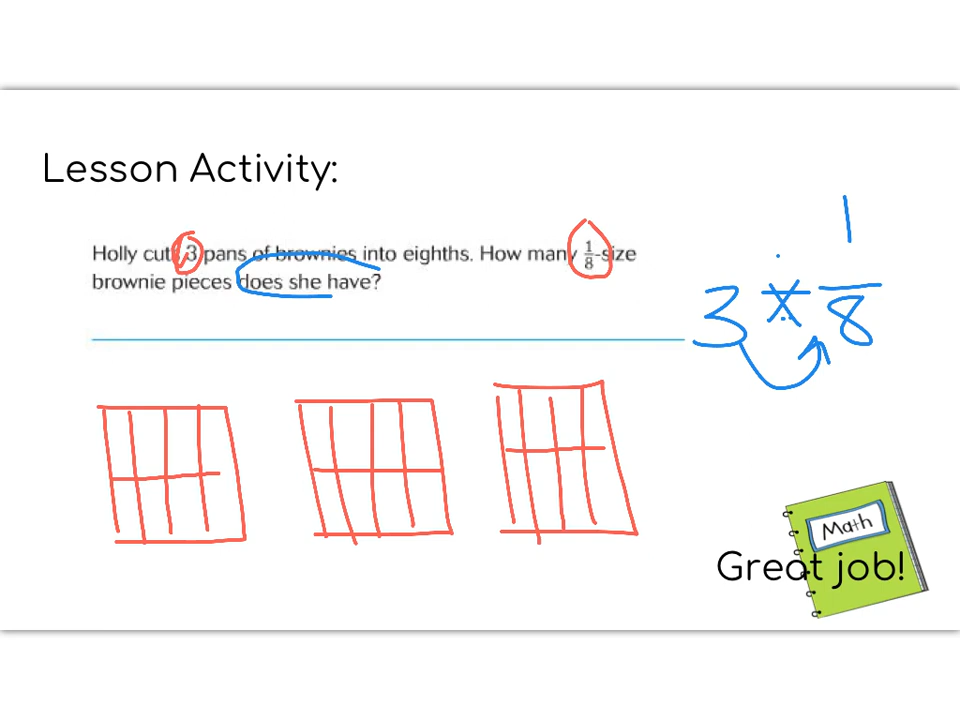 Lesson Activity:
Holly cuts 3 pans of brownies into eighths. How many 1/8-size
brownie pieces does she have?
3 ÷ 1/8
Math
Great job!